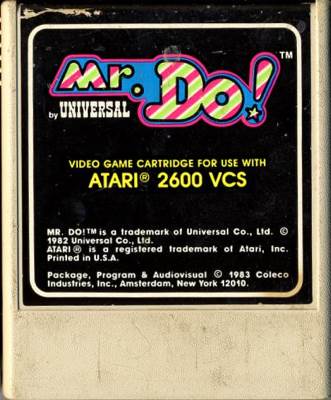 Mr. Do!™
by UNIVERSAL
VIDEO GAME CARTRIDGE FOR USE WITH
ATARI® 2600 VCS
MR. DO!™ is a trademark of Universal Co., Ltd. ©
1982 Universal Co., Ltd.
ATARI® is a registered trademark of Atari, Inc.
Printed in U.S.A.
Package, Program & Audiovisual © 1983 Coleco
Industries, Inc., Amsterdam, New York 12010.